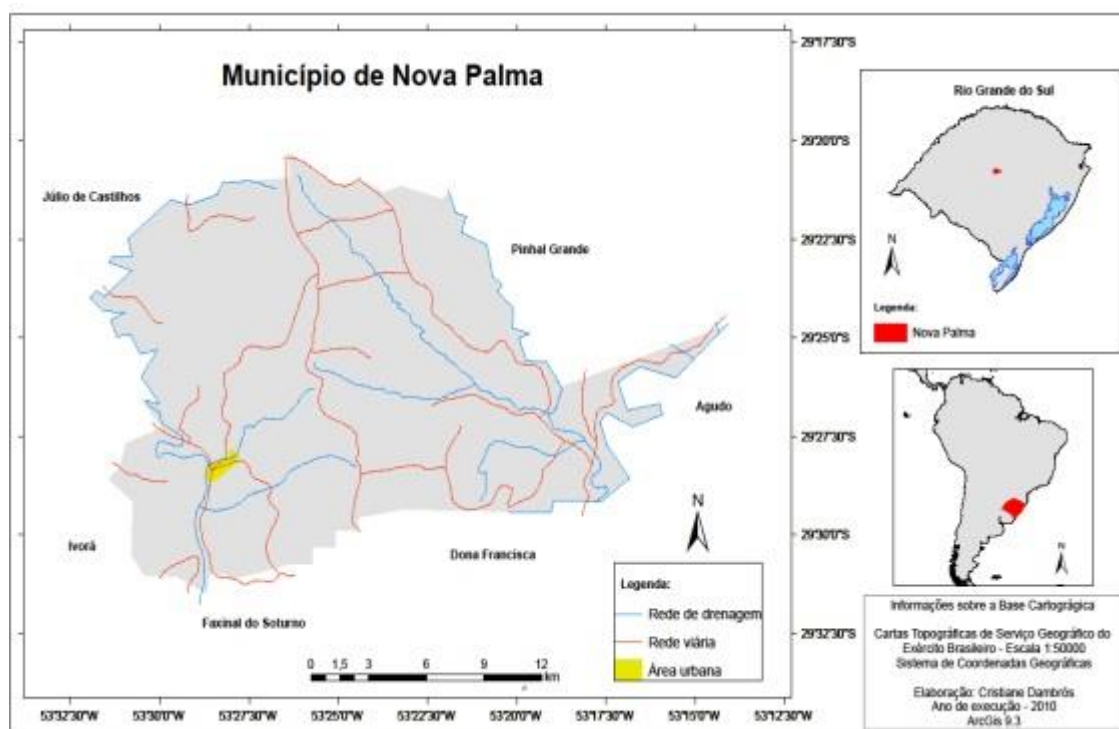 Município de Nova Palma
Júlio de Castilhos
Pinhal Grande
Agudo
Ivorá
Dona Francisca
Faxinal do Soturno
N
Legenda:
Rede de drenagem
Rede viária
Área urbana
0 1,5 3 6 9 12
km
53°32'30"W 53°30'0"W 53°27'30"W 53°25'0"W 53°22'30"W 53°20'0"W 53°17'30"W 53°15'0"W 53°12'30"W
29°17'30"S
29°20'0"S
29°22'30"S
29°25'0"S
29°27'30"S
29°30'0"S
29°32'30"S
Rio Grande do Sul
N
Legenda:
Nova Palma
N
Informações sobre a Base Cartográgica
Cartas Topográficas de Serviço Geográfico do
Exército Brasileiro - Escala 1:50000
Sistema de Coordenadas Geográficas
Elaboração: Cristiane Dambrós
Ano de execução - 2010
ArcGis 9.3